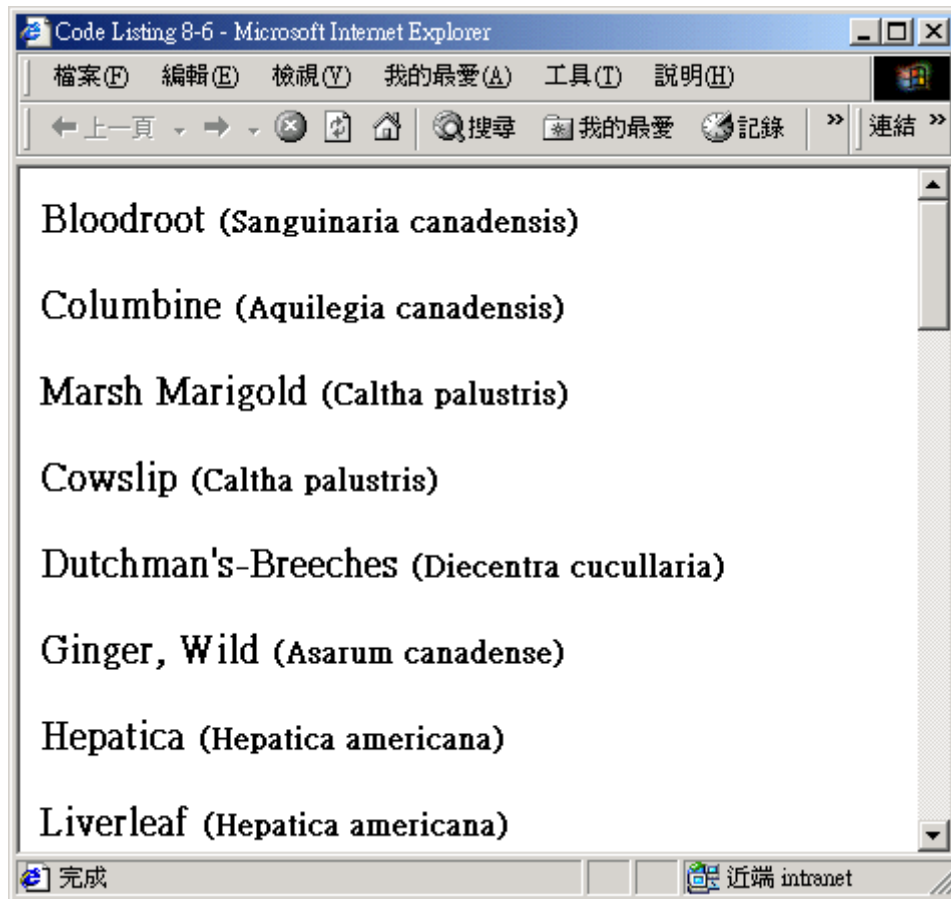 Code Listing 8-6 - Microsoft Internet Explorer
檔案(F) 編輯(E) 檢視(V) 我的最愛(A) 工具(T) 說明(H)
上一頁 搜尋 我的最愛 記錄 » 連結 »
Bloodroot (Sanguinaria canadensis)
Columbine (Aquilegia canadensis)
Marsh Marigold (Caltha palustris)
Cowslip (Caltha palustris)
Dutchman's-Breeches (Diecentra cucullaria)
Ginger, Wild (Asarum canadense)
Hepatica (Hepatica americana)
Liverleaf (Hepatica americana)
完成 近端 intranet